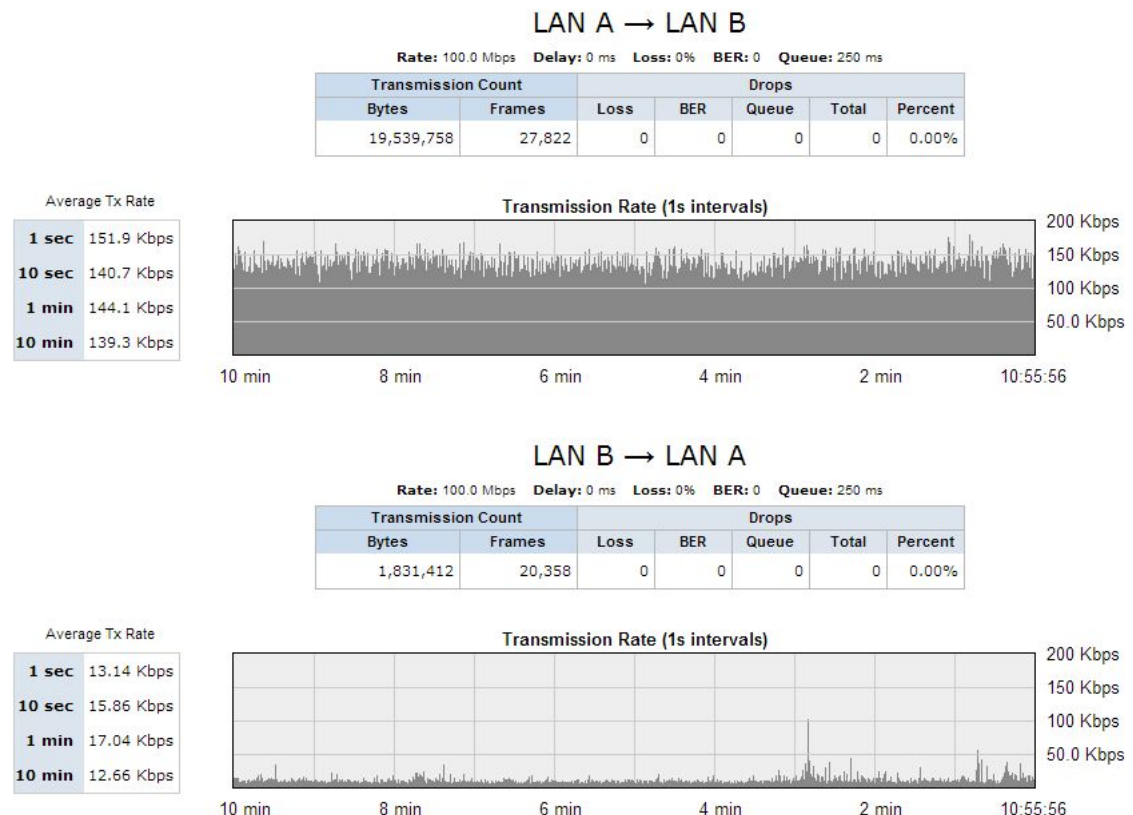 LAN A → LAN B
Rate: 100.0 Mbps Delay: 0 ms Loss: 0% BER: 0 Queue: 250 ms
Transmission Count Drops
Bytes Frames Loss BER Queue Total Percent
19,539,758 27,822 0 0 0 0 0.00%
Average Tx Rate
1 sec 151.9 Kbps
10 sec 140.7 Kbps
1 min 144.1 Kbps
10 min 139.3 Kbps
Transmission Rate (1s intervals)
200 Kbps
150 Kbps
100 Kbps
50.0 Kbps
10 min 8 min 6 min 4 min 2 min 10:55:56
LAN B → LAN A
Rate: 100.0 Mbps Delay: 0 ms Loss: 0% BER: 0 Queue: 250 ms
Transmission Count Drops
Bytes Frames Loss BER Queue Total Percent
1,831,412 20,358 0 0 0 0 0.00%
Average Tx Rate
1 sec 13.14 Kbps
10 sec 15.86 Kbps
1 min 17.04 Kbps
10 min 12.66 Kbps
Transmission Rate (1s intervals)
200 Kbps
150 Kbps
100 Kbps
50.0 Kbps
10 min 8 min 6 min 4 min 2 min 10:55:56